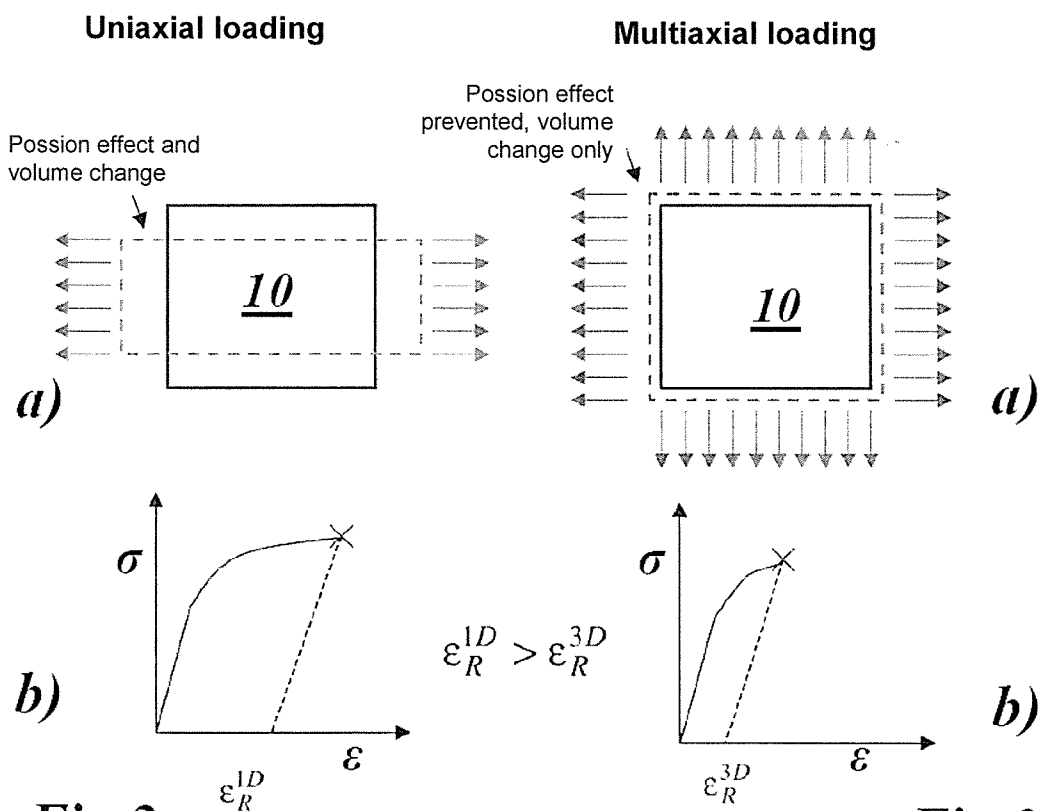 Uniaxial loading
Possion effect and
volume change
10
a)
σ
b)
ε
ε_R^{1D}
ε_R^{1D} > ε_R^{3D}
Multiaxial loading
Possion effect
prevented, volume
change only
10
a)
σ
b)
ε
ε_R^{3D}